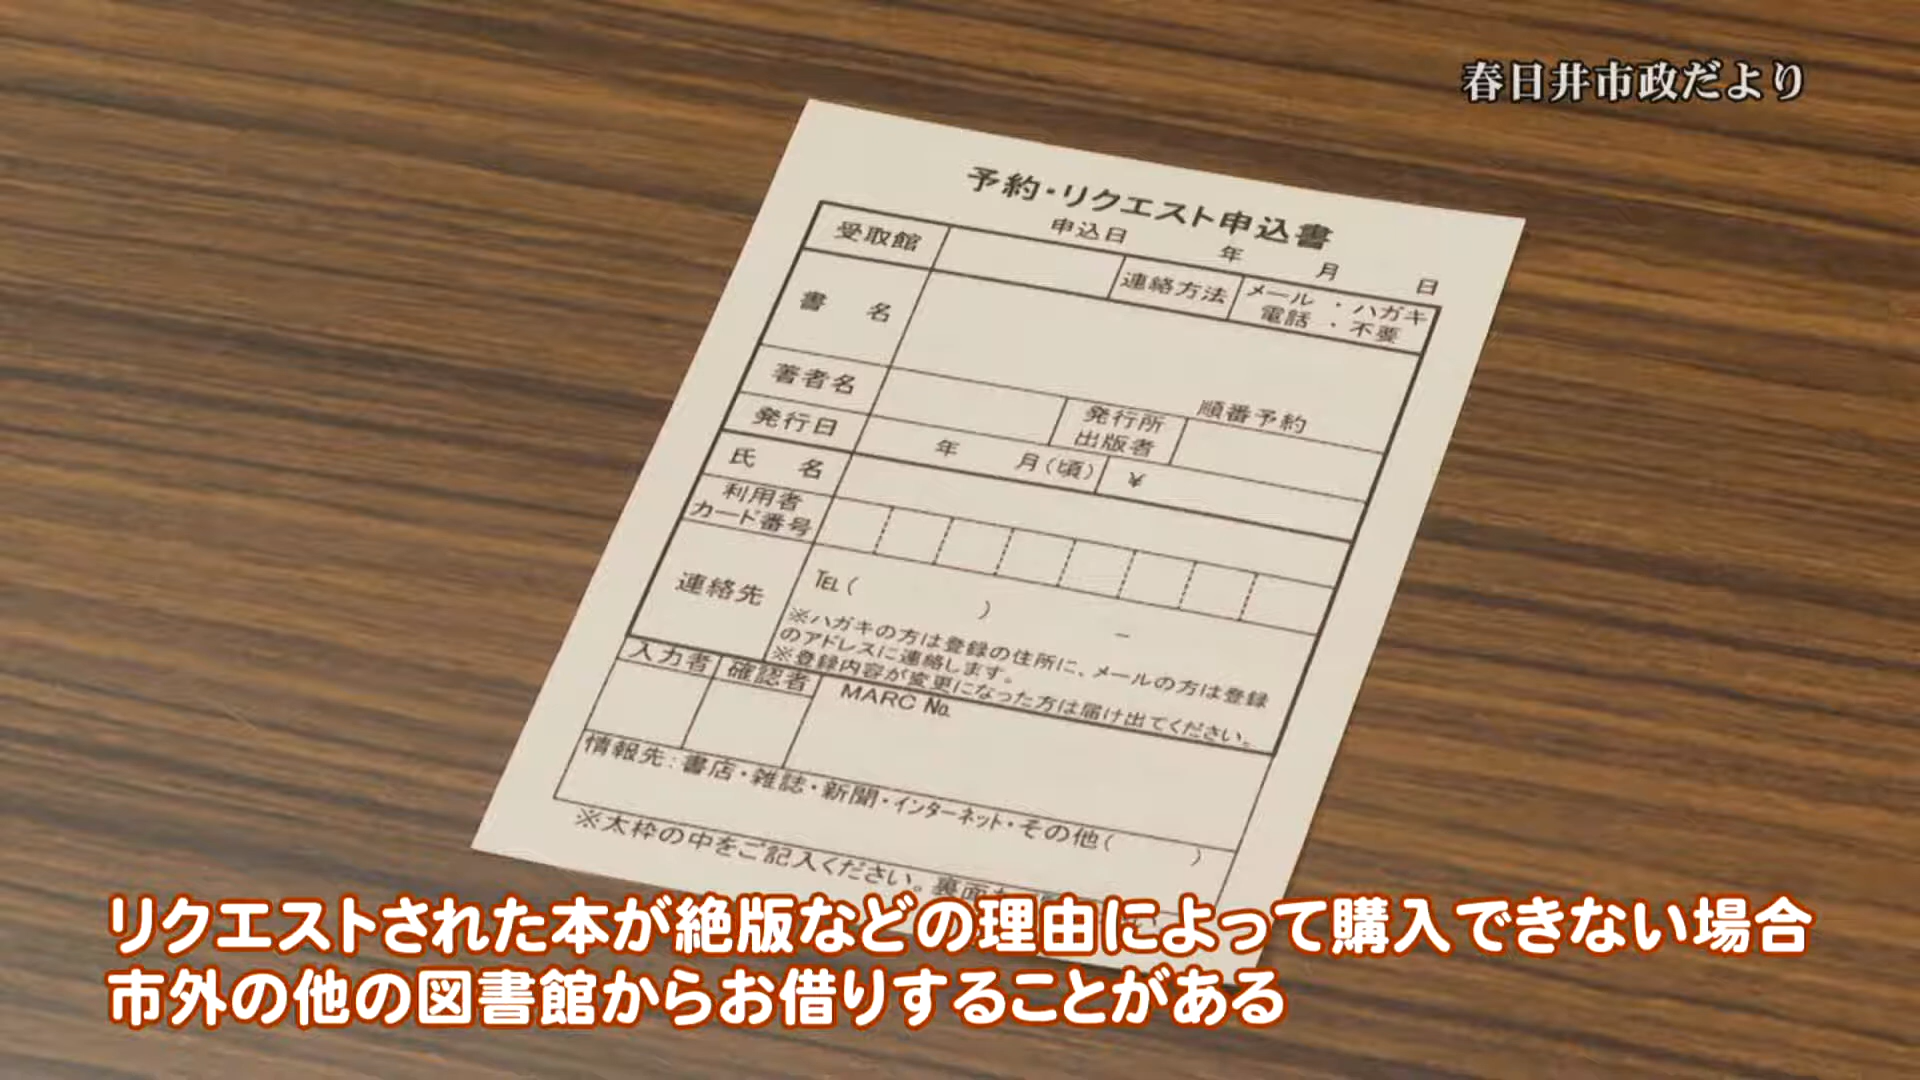 春日井市政だより
予約・リクエスト申込書
申込日 年 月 日
受取館 連絡方法 メール ・ ハガキ
電話 ・ 不要
書 名
順番予約
著者名 発行所
出版者
発行日 年 月(頃) ¥
氏 名
利用者
カード番号
連絡先 TEL( ) －
※ハガキの方は登録の住所に、メールの方は登録
のアドレスに連絡します。
※登録内容が変更になった方は届け出てください。
入力者 確認者 MARC №
情報先:書店・雑誌・新聞・インターネット・その他( )
※太枠の中をご記入ください。裏面
リクエストされた本が絶版などの理由によって購入できない場合
市外の他の図書館からお借りすることがある